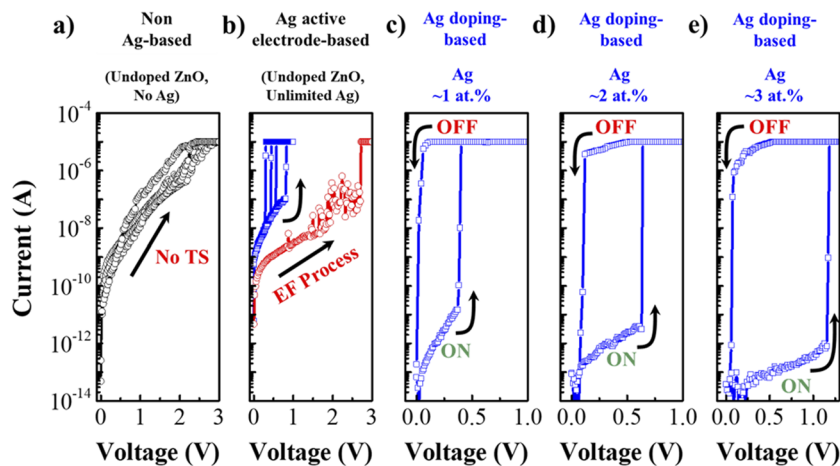 a)
Non
Ag-based
(Undoped ZnO,
No Ag)
b)
Ag active
electrode-based
(Undoped ZnO,
Unlimited Ag)
c)
Ag doping-
based
Ag
~1 at.%
d)
Ag doping-
based
Ag
~2 at.%
e)
Ag doping-
based
Ag
~3 at.%
Current (A)
10⁻⁴
10⁻⁶
10⁻⁸
10⁻¹⁰
10⁻¹²
10⁻¹⁴
No TS
EF Process
OFF
ON
OFF
ON
OFF
ON
0 1 2 3
0 1 2 3
0.0 0.5 1.0
0.0 0.5 1.0
0.0 0.5 1.0
Voltage (V)
Voltage (V)
Voltage (V)
Voltage (V)
Voltage (V)